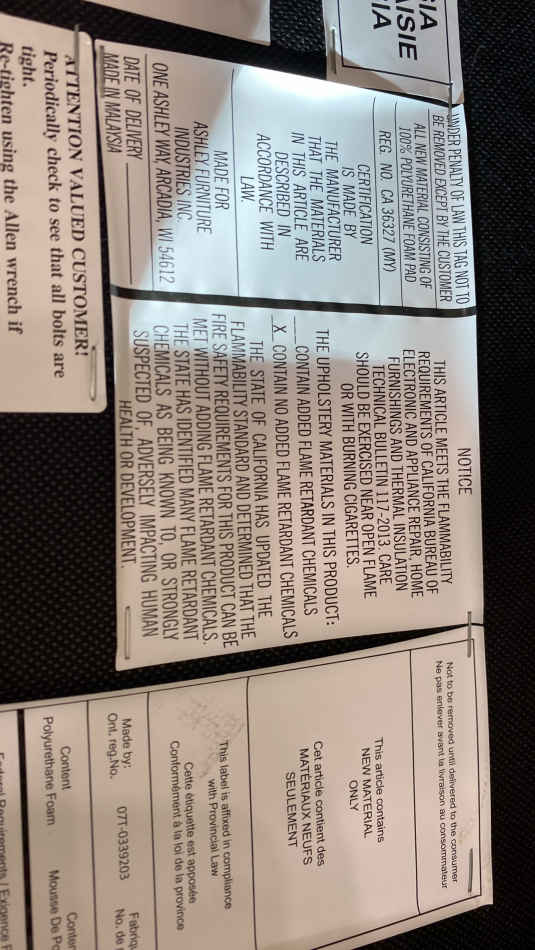 SIA
AISIE
IA
UNDER PENALTY OF LAW THIS TAG NOT TO
BE REMOVED EXCEPT BY THE CUSTOMER
ALL NEW MATERIAL CONSISTING OF
100% POLYURETHANE FOAM PAD
REG. NO. CA 36327 (MY)
CERTIFICATION
IS MADE BY
THE MANUFACTURER
THAT THE MATERIALS
IN THIS ARTICLE ARE
DESORIBED IN
ACCORDANCE WITH
LAW.
MADE FOR
ASHLEY FURNITURE
INDUSTRIES INC.
ONE ASHLEY WAY, ARCADIA, WI 54612
DATE OF DELIVERY
MADE IN MALAYSIA
NOTICE
THIS ARTICLE MEETS THE FLAMMABILITY
REQUIREMENTS OF CALIFORNIA BUREAU OF
ELECTRONIC AND APPLIANCE REPAIR, HOME
FURNISHINGS AND THERMAL INSULATION
TECHNICAL BULLETIN 117-2013. CARE
SHOULD BE EXERCISED NEAR OPEN FLAME
OR WITH BURNING CIGARETTES.
THE UPHOLSTERY MATERIALS IN THIS PRODUCT:
___ CONTAIN ADDED FLAME RETARDANT CHEMICALS
_X_ CONTAIN NO ADDED FLAME RETARDANT CHEMICALS
THE STATE OF CALIFORNIA HAS UPDATED THE
FLAMMABILITY STANDARD AND DETERMINED THAT THE
FIRE SAFETY REQUIREMENTS FOR THIS PRODUCT CAN BE
MET WITHOUT ADDING FLAME RETARDANT CHEMICALS.
THE STATE HAS IDENTIFIED MANY FLAME RETARDANT
CHEMICALS AS BEING KNOWN TO, OR STRONGLY
SUSPECTED OF, ADVERSELY IMPACTING HUMAN
HEALTH OR DEVELOPMENT.
ATTENTION VALUED CUSTOMER!
Periodically check to see that all bolts are
tight.
Re-tighten using the Allen wrench if
Not to be removed until delivered to the consumer
Ne pas enlever avant la livraison au consommateur
This article contains
NEW MATERIAL
ONLY
Cet article contient des
MATÉRIAUX NEUFS
SEULEMENT
This label is affixed in compliance
with Provincial Law
Cette étiquette est apposée
Conformément à la loi de la province
Made by: Fabriq
Ont. reg.No. 07T-0339203 No. de
Content Conten
Polyurethane Foam Mousse De Po
Federal Requirements / Exigence F